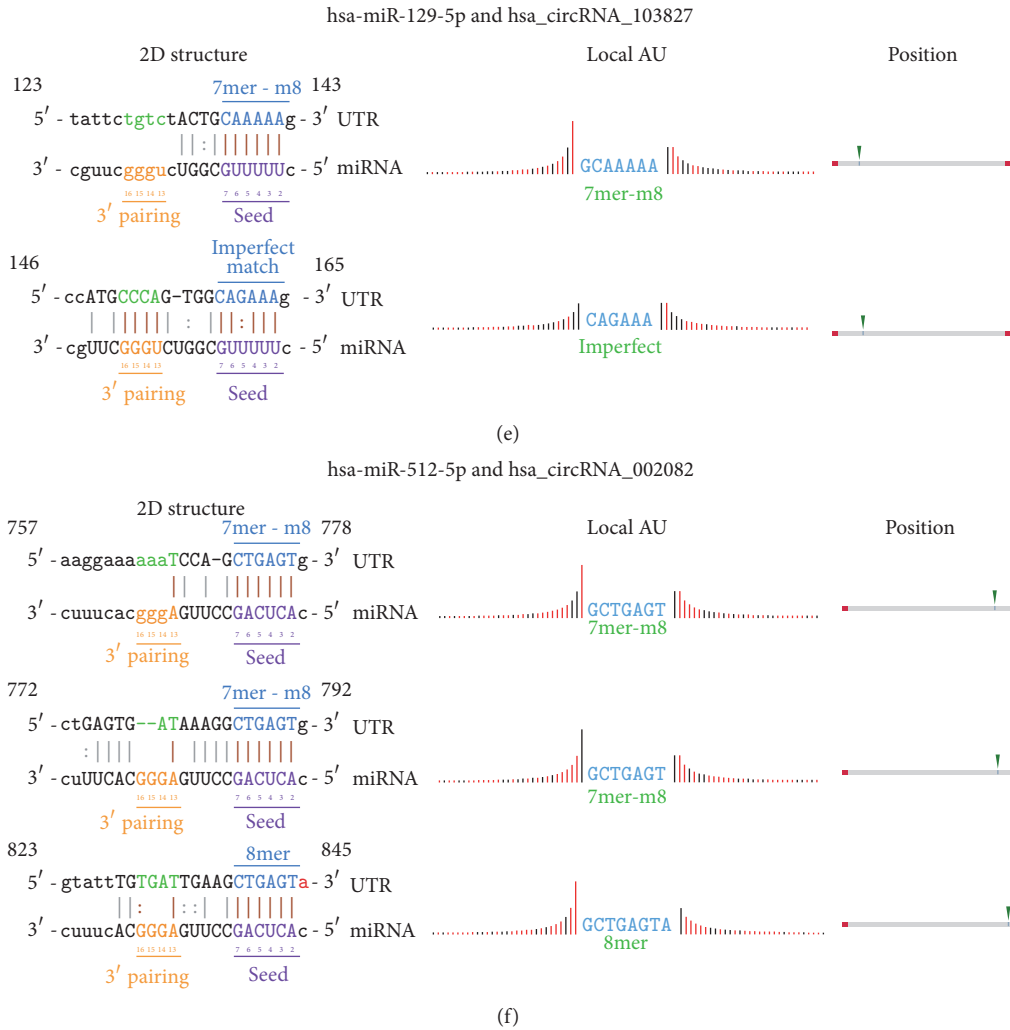 hsa-miR-129-5p and hsa_circRNA_103827
2D structure Local AU Position
123 7mer - m8 143
5′ - tattctgtctACTGCAAAAAg - 3′ UTR
GCAAAAA
3′ - cguucgggucUGGCGUUUUUc - 5′ miRNA
16 15 14 13 7 6 5 4 3 2
7mer-m8
3′ pairing Seed
146 Imperfect match 165
5′ - ccATGCCCAG-TGGCAGAAAg - 3′ UTR
CAGAAA
3′ - cgUUCGGGUCUGGCGUUUUUc - 5′ miRNA
Imperfect
16 15 14 13 7 6 5 4 3 2
3′ pairing Seed
(e)
hsa-miR-512-5p and hsa_circRNA_002082
2D structure Local AU Position
757 7mer - m8 778
5′ - aaggaaaaaaTCCA-GCTGAGTg - 3′ UTR
GCTGAGT
3′ - cuuucacgggAGUUCCGACUCAc - 5′ miRNA
7mer-m8
16 15 14 13 7 6 5 4 3 2
3′ pairing Seed
772 7mer - m8 792
5′ - ctGAGTG--ATAAAGGCTGAGTg - 3′ UTR
GCTGAGT
3′ - cuUUCACGGGAGUUCCGACUCAc - 5′ miRNA
7mer-m8
16 15 14 13 7 6 5 4 3 2
3′ pairing Seed
823 8mer 845
5′ - gtattTGTGATTGAAGCTGAGTa - 3′ UTR
GCTGAGTA
3′ - cuuucACGGGAGUUCCGACUCAc - 5′ miRNA
8mer
16 15 14 13 7 6 5 4 3 2
3′ pairing Seed
(f)